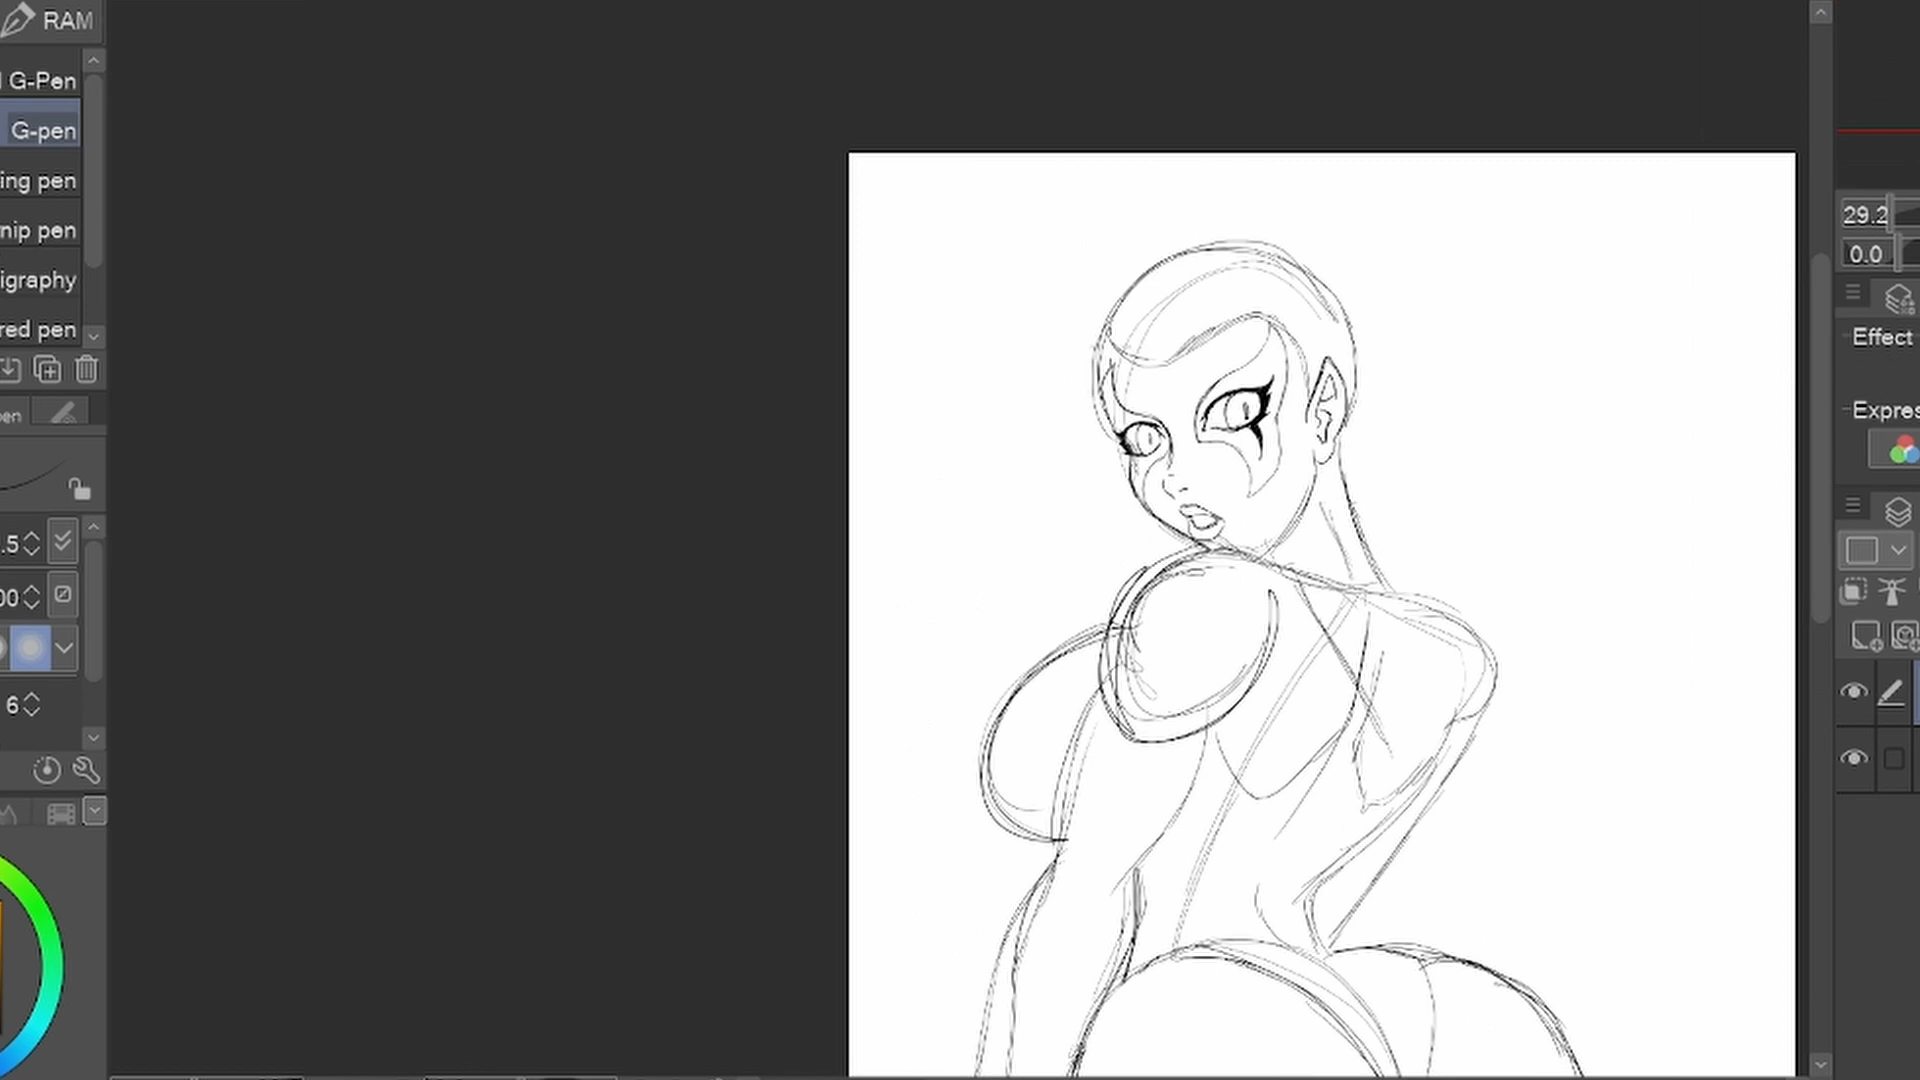 RAM
G-Pen
G-pen
ing pen
nip pen
igraphy
red pen
pen
.5
00
6
29.2
0.0
Effect
Expres